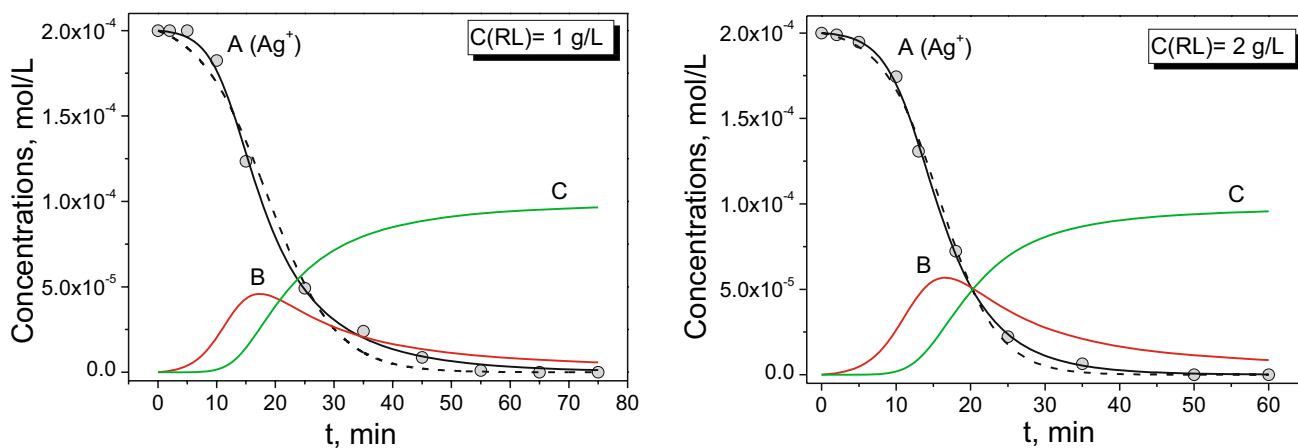 2.0x10⁻⁴
A (Ag⁺)
C(RL)= 1 g/L
1.5x10⁻⁴
1.0x10⁻⁴
C
5.0x10⁻⁵
B
0.0
0 10 20 30 40 50 60 70 80
t, min
Concentrations, mol/L
2.0x10⁻⁴
A (Ag⁺)
C(RL)= 2 g/L
1.5x10⁻⁴
1.0x10⁻⁴
C
5.0x10⁻⁵
B
0.0
0 10 20 30 40 50 60
t, min
Concentrations, mol/L